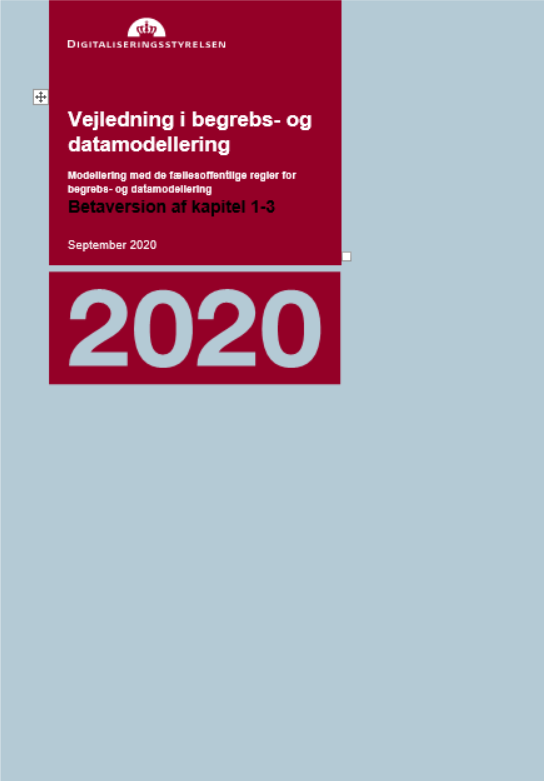 DIGITALISERINGSSTYRELSEN
Vejledning i begrebs- og
datamodellering
Modellering med de fællesoffentlige regler for
begrebs- og datamodellering
Betaversion af kapitel 1-3
September 2020
2020